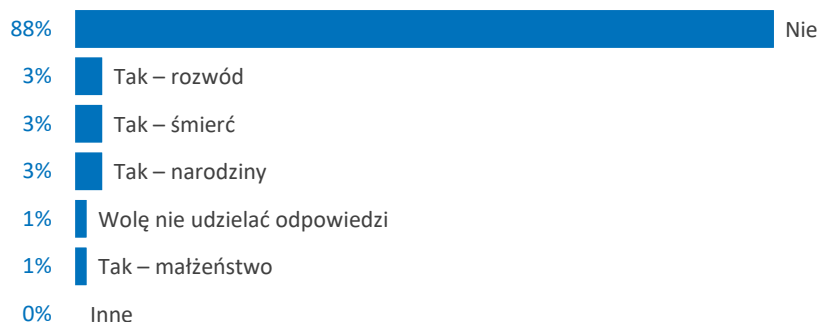 88% Nie
3% Tak – rozwód
3% Tak – śmierć
3% Tak – narodziny
1% Wolę nie udzielać odpowiedzi
1% Tak – małżeństwo
0% Inne